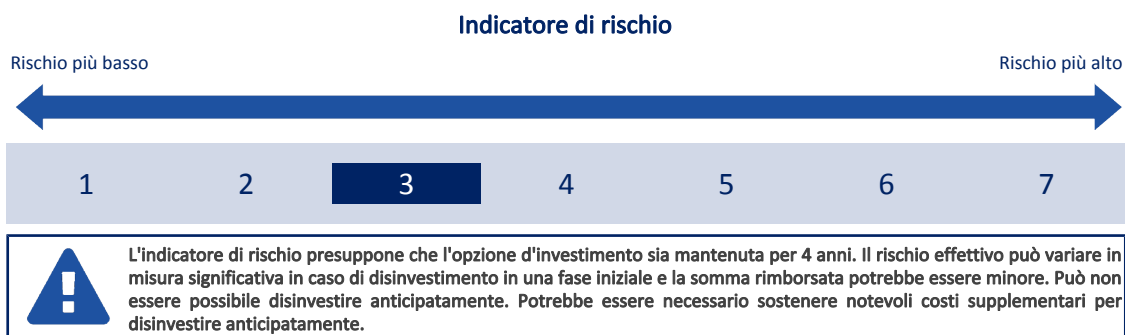 Indicatore di rischio
Rischio più basso
Rischio più alto
1 2 3 4 5 6 7
L'indicatore di rischio presuppone che l'opzione d'investimento sia mantenuta per 4 anni. Il rischio effettivo può variare in
misura significativa in caso di disinvestimento in una fase iniziale e la somma rimborsata potrebbe essere minore. Può non
essere possibile disinvestire anticipatamente. Potrebbe essere necessario sostenere notevoli costi supplementari per
disinvestire anticipatamente.